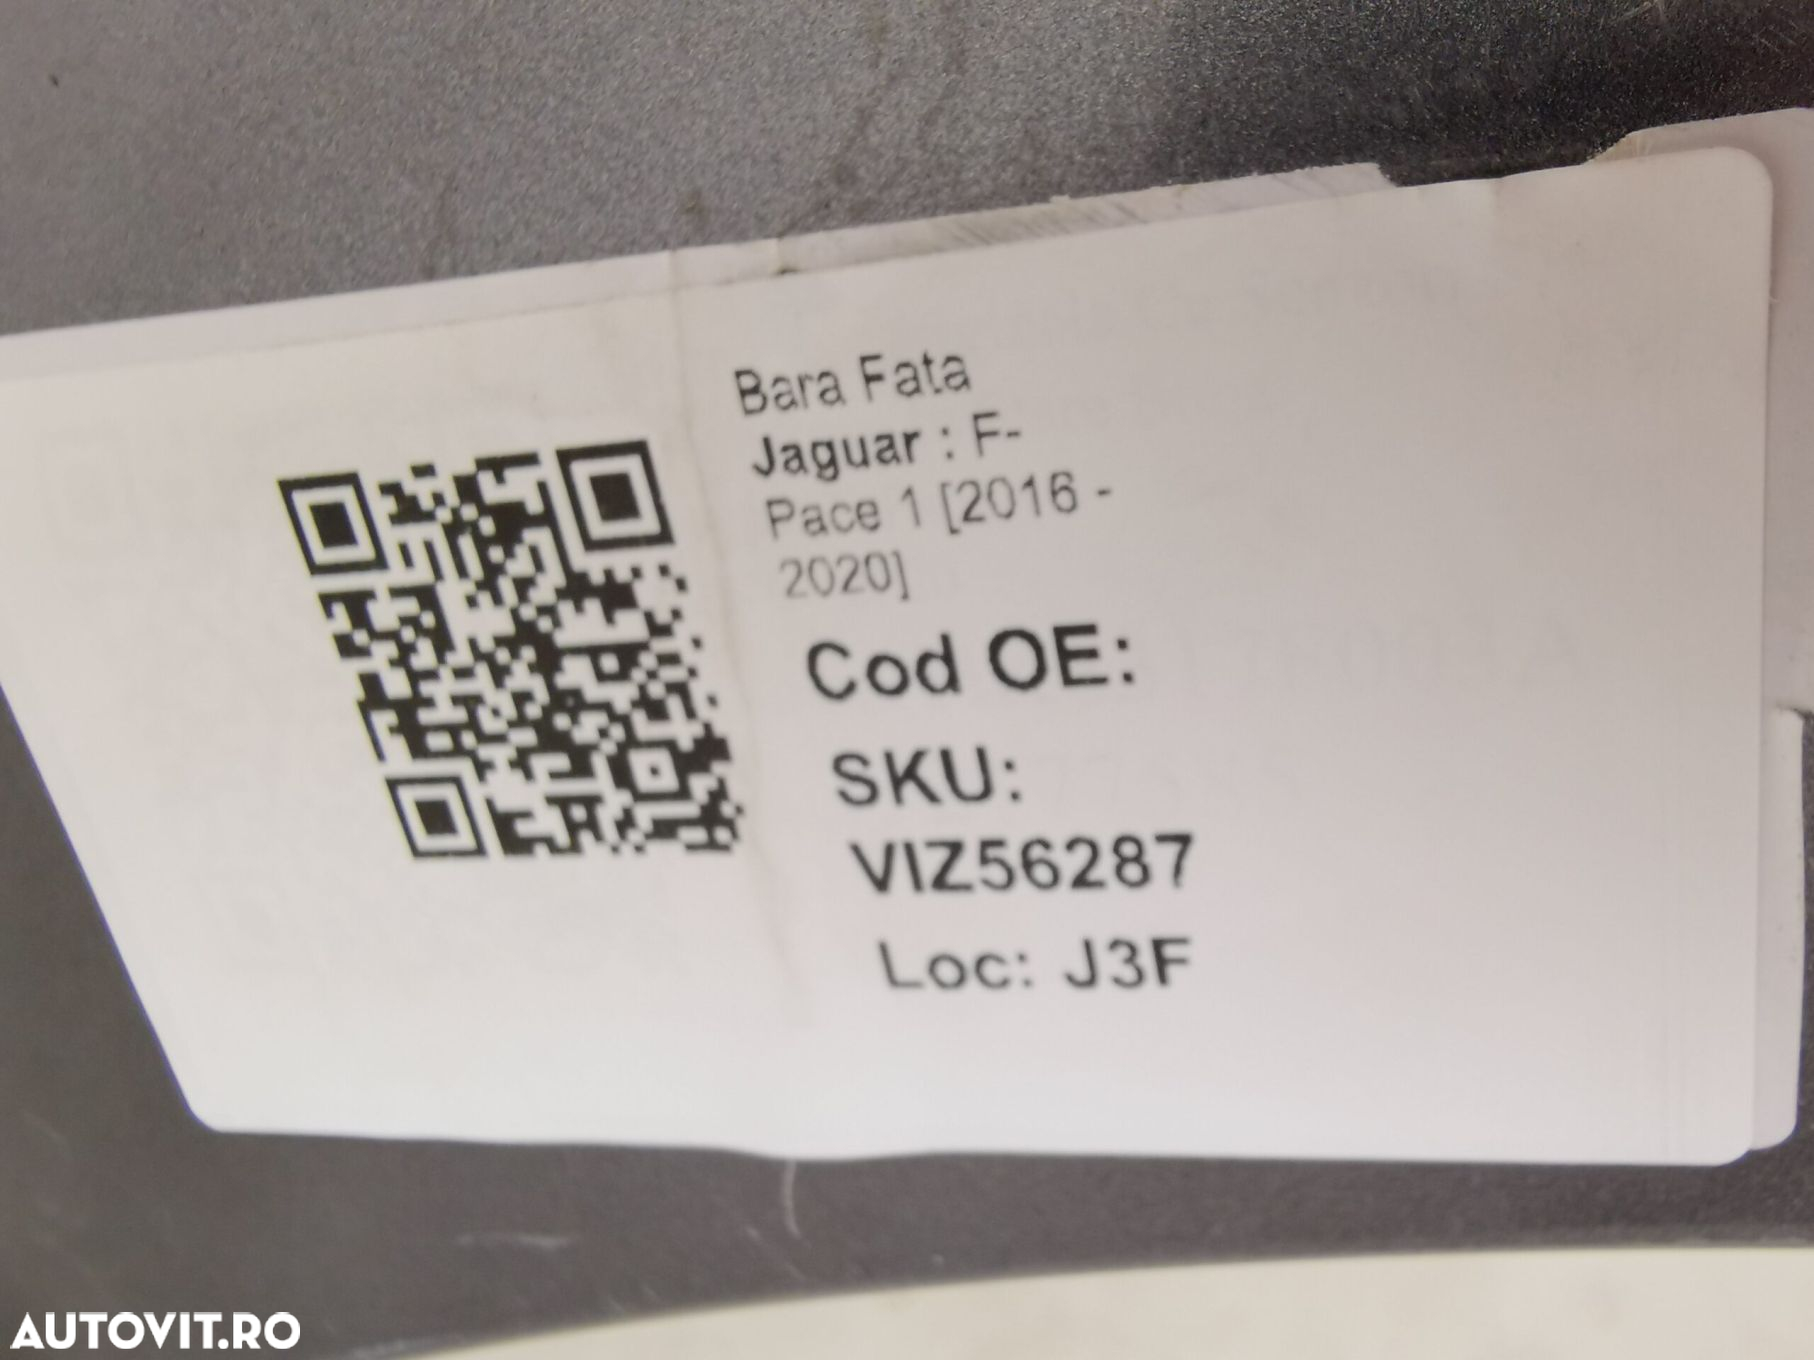 Bara Fata
Jaguar : F-
Pace 1 [2016 -
2020]
Cod OE:
SKU:
VIZ56287
Loc: J3F
AUTOVIT.RO